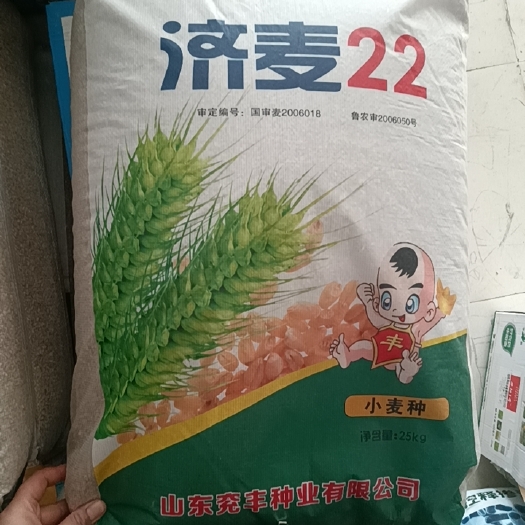 济麦22
审定编号：国审麦2006018 鲁农审2006050号
丰
小麦种
净含量:25kg
山东兖丰种业有限公司